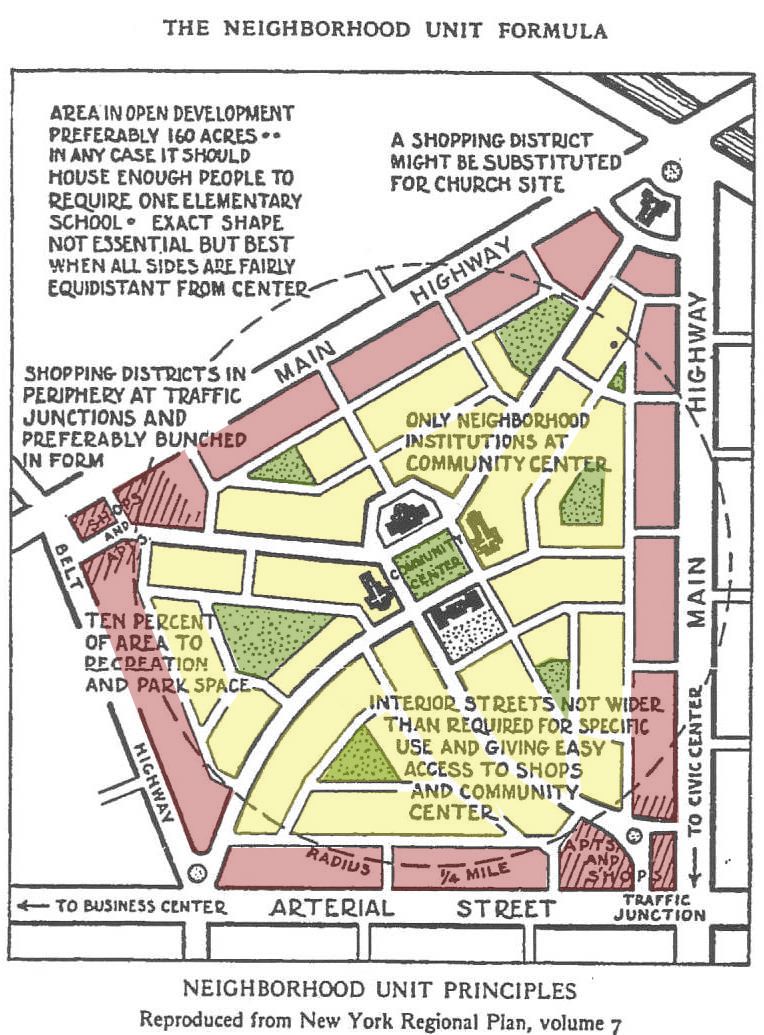 THE NEIGHBORHOOD UNIT FORMULA
AREA IN OPEN DEVELOPMENT
PREFERABLY 160 ACRES ••
IN ANY CASE IT SHOULD
HOUSE ENOUGH PEOPLE TO
REQUIRE ONE ELEMENTARY
SCHOOL • EXACT SHAPE
NOT ESSENTIAL BUT BEST
WHEN ALL SIDES ARE FAIRLY
EQUIDISTANT FROM CENTER
A SHOPPING DISTRICT
MIGHT BE SUBSTITUTED
FOR CHURCH SITE
MAIN HIGHWAY
HIGHWAY
MAIN
SHOPPING DISTRICTS IN
PERIPHERY AT TRAFFIC
JUNCTIONS AND
PREFERABLY BUNCHED
IN FORM
ONLY NEIGHBORHOOD
INSTITUTIONS AT
COMMUNITY CENTER
SHOPS
AND
APTS.
BELT
HIGHWAY
COMMUNITY
CENTER
TEN PERCENT
OF AREA TO
RECREATION
AND PARK SPACE
INTERIOR STREETS NOT WIDER
THAN REQUIRED FOR SPECIFIC
USE AND GIVING EASY
ACCESS TO SHOPS
AND COMMUNITY
CENTER
TO CIVIC CENTER
APTS.
AND
SHOPS
RADIUS 1/4 MILE
TO BUSINESS CENTER
ARTERIAL STREET
TRAFFIC
JUNCTION
NEIGHBORHOOD UNIT PRINCIPLES
Reproduced from New York Regional Plan, volume 7